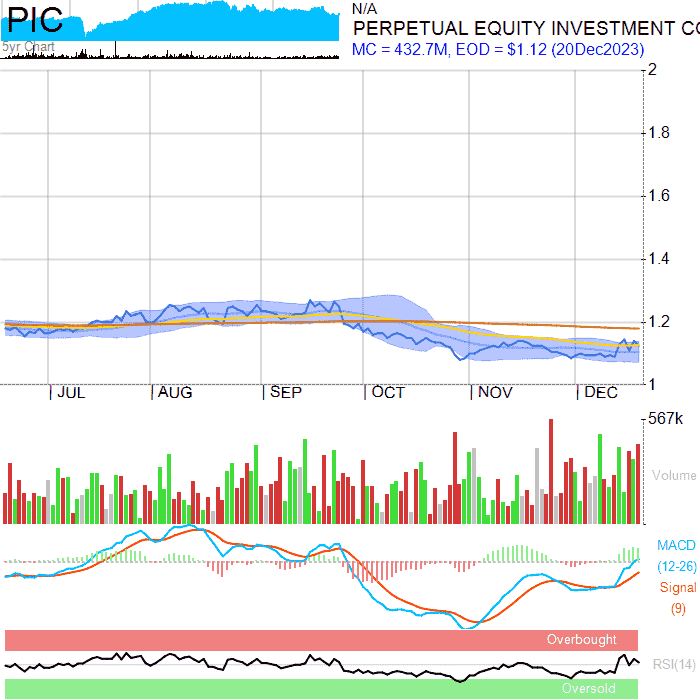 PIC
5yr Chart
N/A
PERPETUAL EQUITY INVESTMENT CO
MC = 432.7M, EOD = $1.12 (20Dec2023)
2
1.8
1.6
1.4
1.2
1
JUL AUG SEP OCT NOV DEC
567k
Volume
MACD
(12-26)
Signal
(9)
Overbought
RSI(14)
Oversold